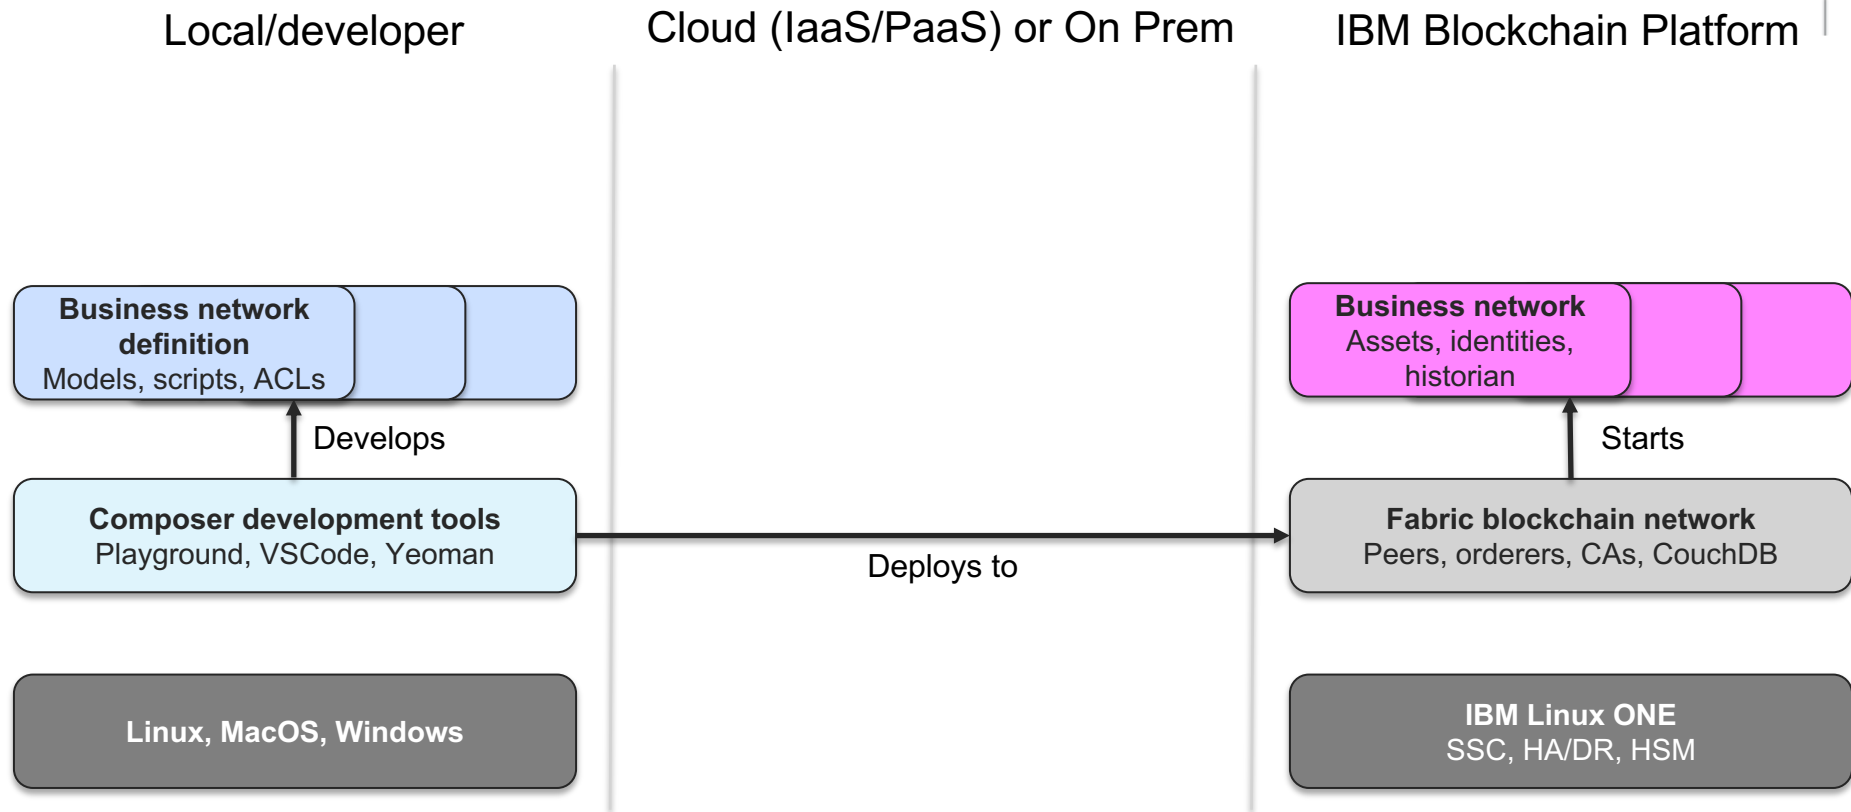 Local/developer
Cloud (IaaS/PaaS) or On Prem
IBM Blockchain Platform
Business network
definition
Models, scripts, ACLs
Business network
Assets, identities,
historian
Develops
Starts
Composer development tools
Playground, VSCode, Yeoman
Deploys to
Fabric blockchain network
Peers, orderers, CAs, CouchDB
Linux, MacOS, Windows
IBM Linux ONE
SSC, HA/DR, HSM